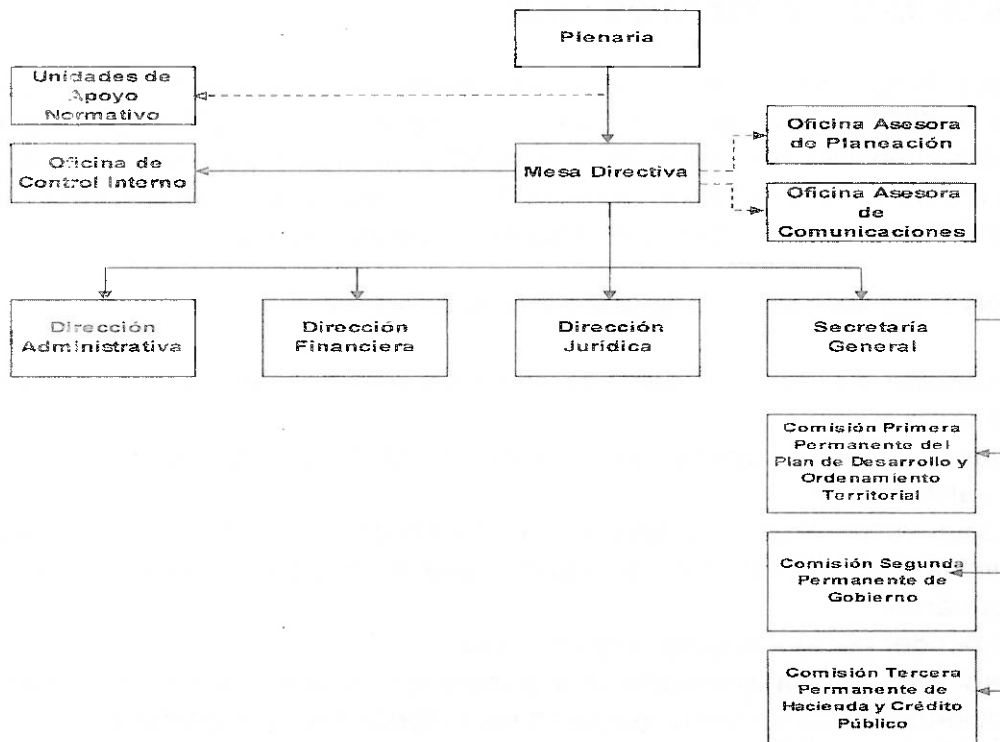 Plenaria
Unidades de
Apoyo
Normativo
Oficina Asesora
de Planeación
Oficina de
Control Interno
Mesa Directiva
Oficina Asesora
de
Comunicaciones
Dirección
Administrativa
Dirección
Financiera
Dirección
Jurídica
Secretaría
General
Comisión Primera
Permanente del
Plan de Desarrollo y
Ordenamiento
Territorial
Comisión Segunda
Permanente de
Gobierno
Comisión Tercera
Permanente de
Hacienda y Crédito
Público